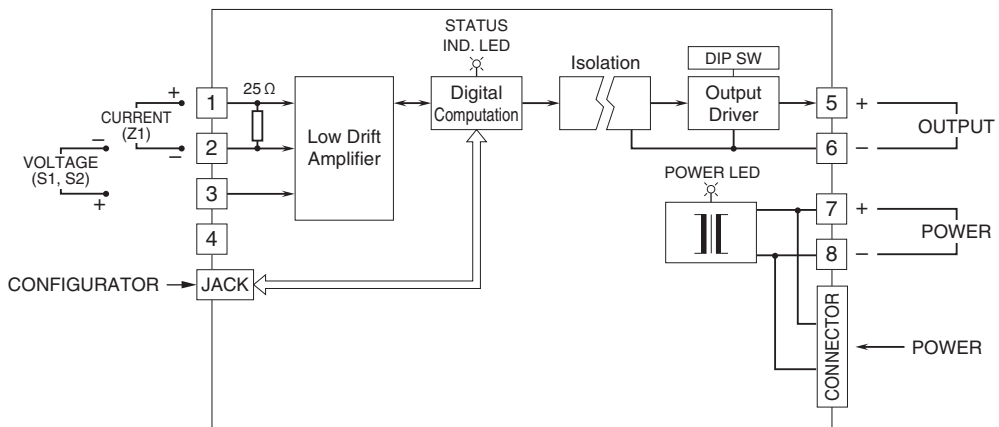 STATUS
IND. LED
Isolation
DIP SW
+
1
25 Ω
Digital
Computation
Output
Driver
5
+
CURRENT
(Z1)
Low Drift
Amplifier
OUTPUT
–
–
2
6
–
VOLTAGE
(S1, S2)
POWER LED
+
3
7
+
POWER
4
8
–
CONFIGURATOR
JACK
CONNECTOR
POWER